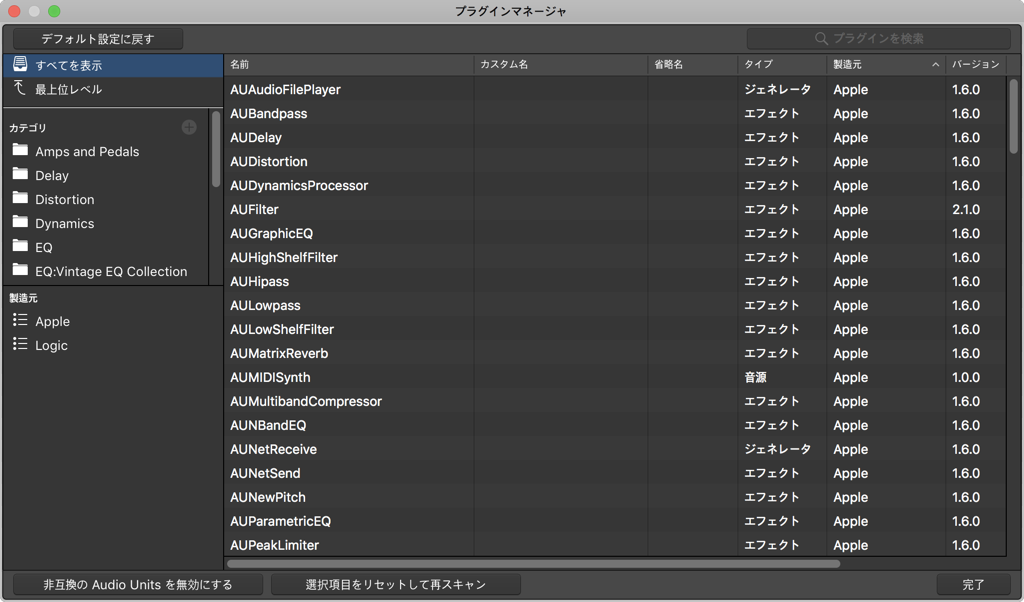 プラグインマネージャ
デフォルト設定に戻す
プラグインを検索
すべてを表示
最上位レベル
カテゴリ
Amps and Pedals
Delay
Distortion
Dynamics
EQ
EQ:Vintage EQ Collection
製造元
Apple
Logic
名前 カスタム名 省略名 タイプ 製造元 バージョン
AUAudioFilePlayer ジェネレータ Apple 1.6.0
AUBandpass エフェクト Apple 1.6.0
AUDelay エフェクト Apple 1.6.0
AUDistortion エフェクト Apple 1.6.0
AUDynamicsProcessor エフェクト Apple 1.6.0
AUFilter エフェクト Apple 2.1.0
AUGraphicEQ エフェクト Apple 1.6.0
AUHighShelfFilter エフェクト Apple 1.6.0
AUHipass エフェクト Apple 1.6.0
AULowpass エフェクト Apple 1.6.0
AULowShelfFilter エフェクト Apple 1.6.0
AUMatrixReverb エフェクト Apple 1.6.0
AUMIDISynth 音源 Apple 1.0.0
AUMultibandCompressor エフェクト Apple 1.6.0
AUNBandEQ エフェクト Apple 1.6.0
AUNetReceive ジェネレータ Apple 1.6.0
AUNetSend エフェクト Apple 1.6.0
AUNewPitch エフェクト Apple 1.6.0
AUParametricEQ エフェクト Apple 1.6.0
AUPeakLimiter エフェクト Apple 1.6.0
非互換の Audio Units を無効にする
選択項目をリセットして再スキャン
完了